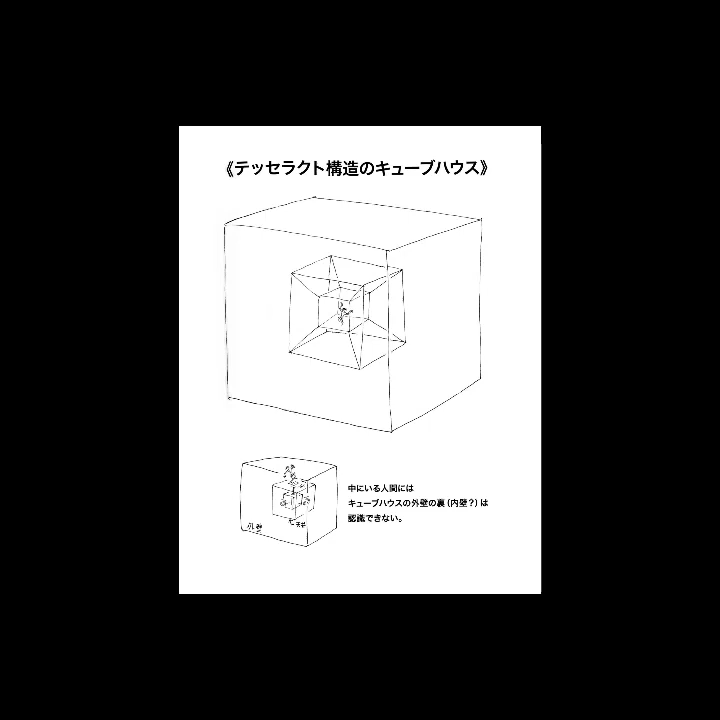 《テッセラクト構造のキューブハウス》
中にいる人間には
キューブハウスの外壁の裏（内壁？）は
認識できない。
外壁